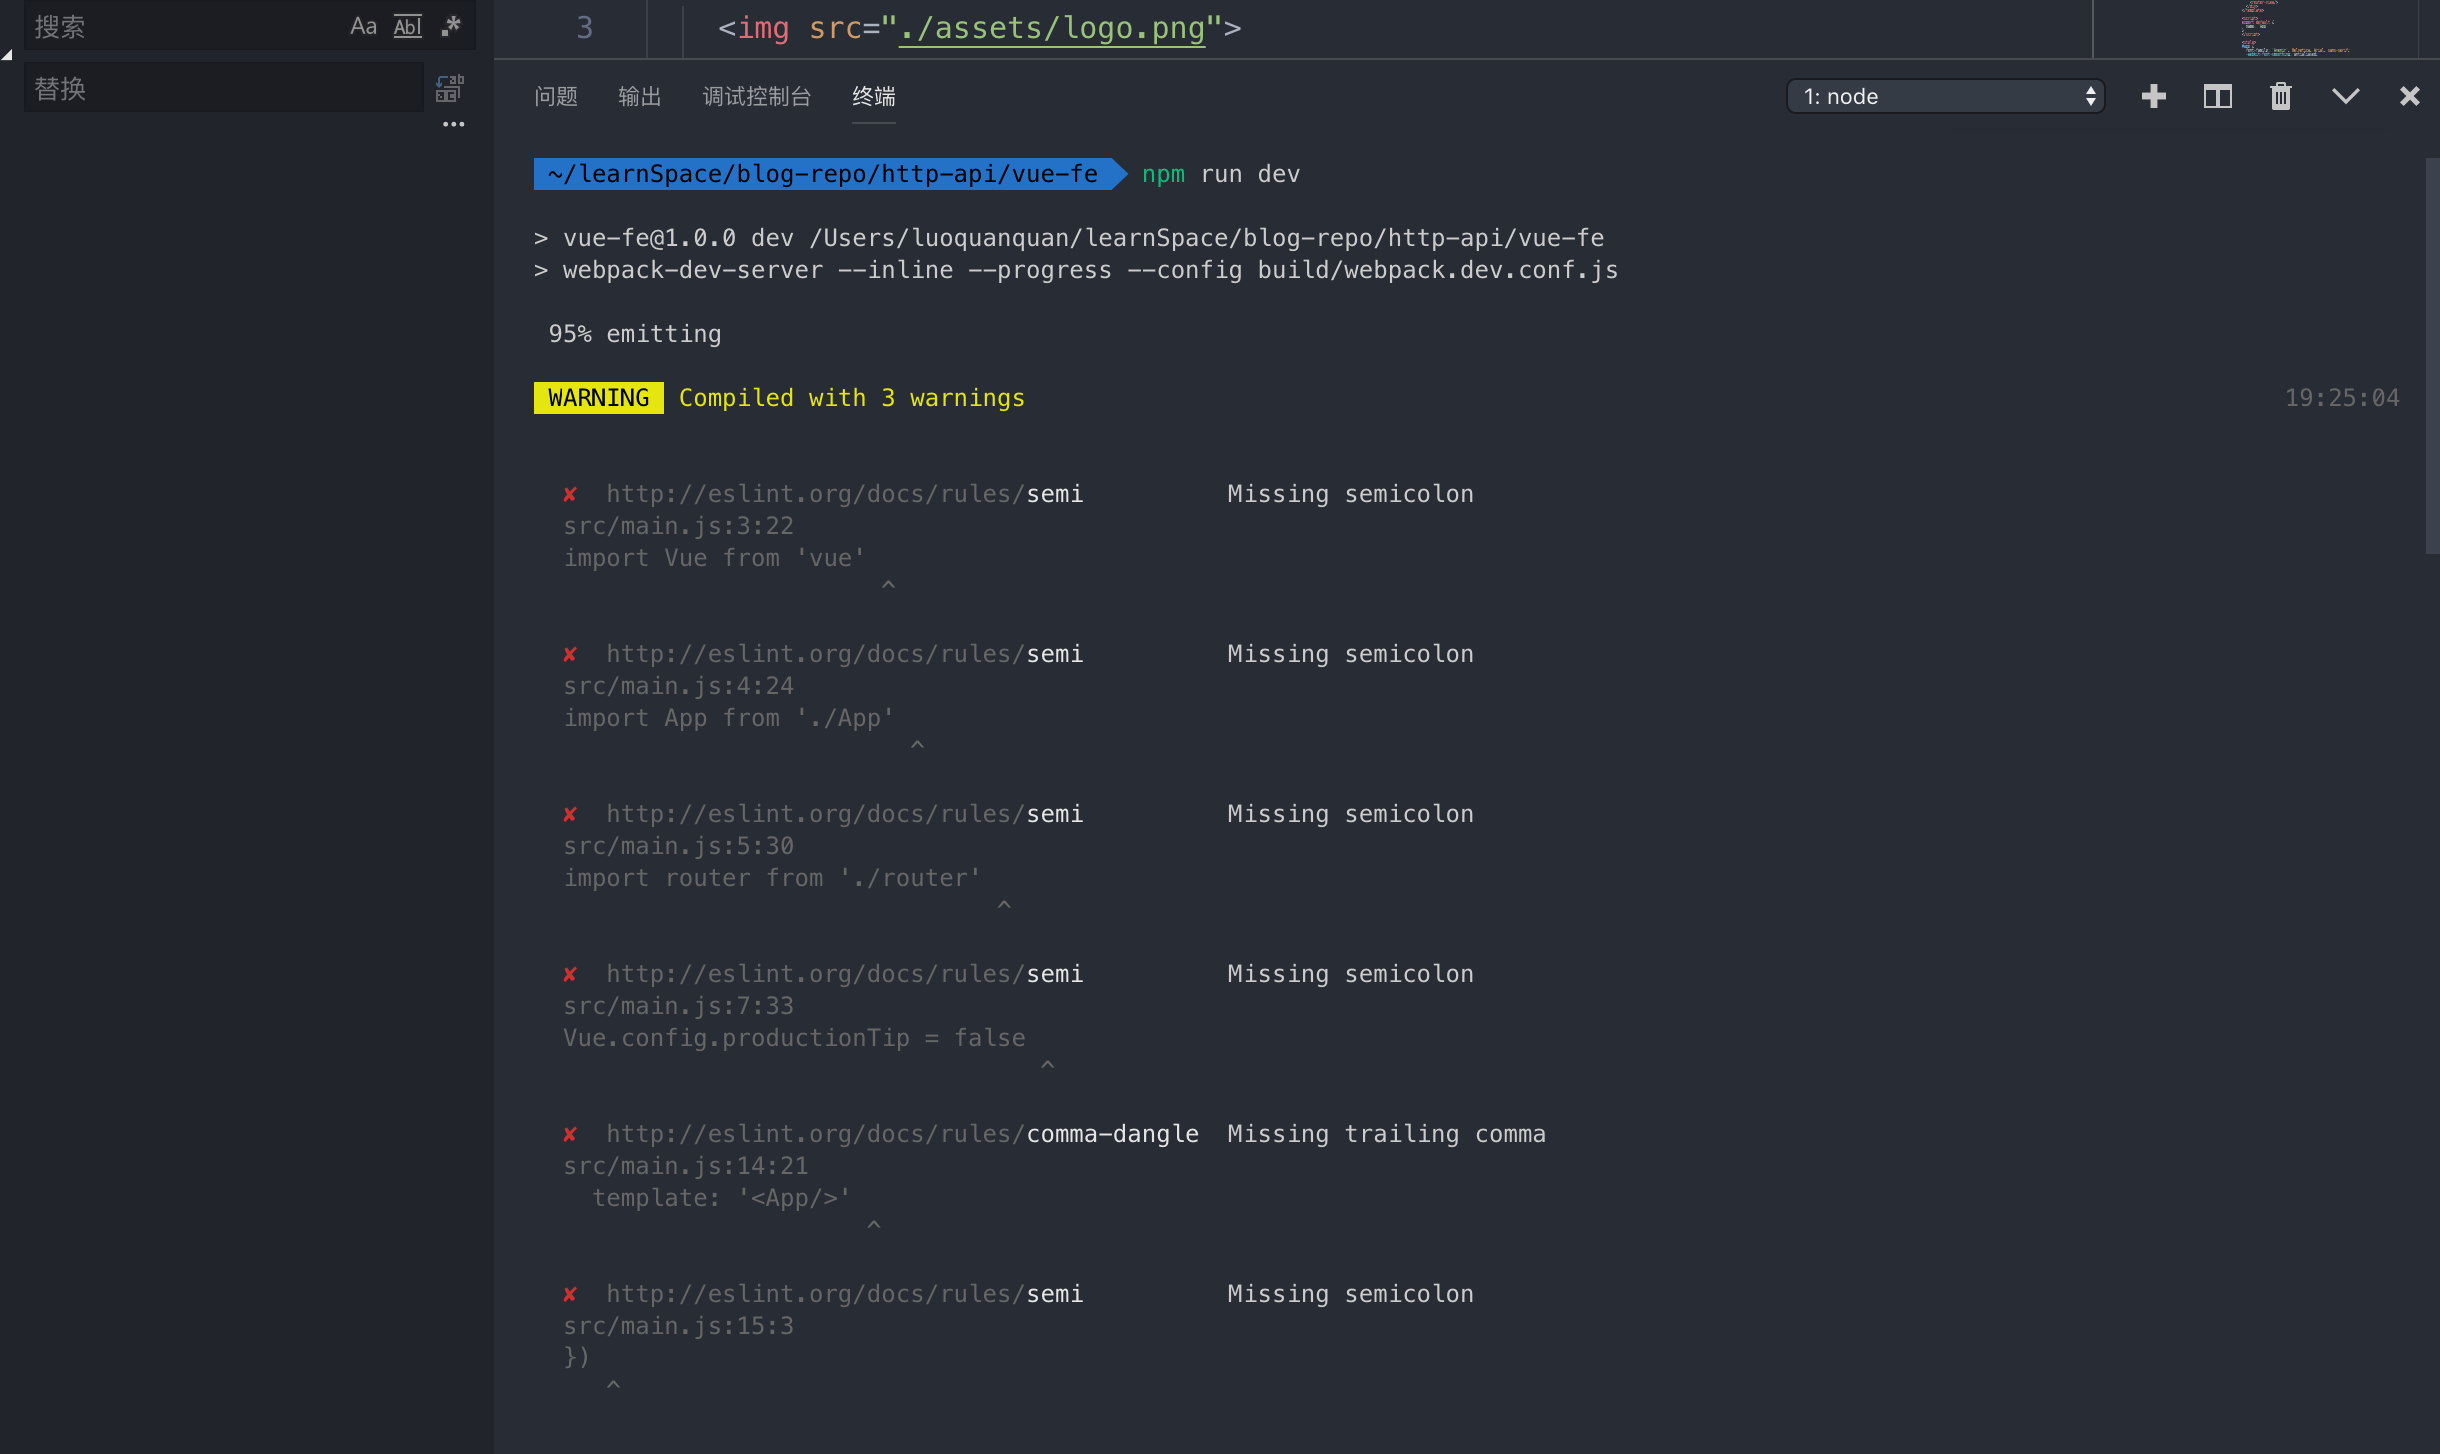 搜索
Aa Abl .*
替换
3 <img src="./assets/logo.png">
问题 输出 调试控制台 终端 1: node
~/learnSpace/blog-repo/http-api/vue-fe npm run dev
> vue-fe@1.0.0 dev /Users/luoquanquan/learnSpace/blog-repo/http-api/vue-fe
> webpack-dev-server --inline --progress --config build/webpack.dev.conf.js
95% emitting
WARNING Compiled with 3 warnings 19:25:04
✘ http://eslint.org/docs/rules/semi Missing semicolon
src/main.js:3:22
import Vue from 'vue'
^
✘ http://eslint.org/docs/rules/semi Missing semicolon
src/main.js:4:24
import App from './App'
^
✘ http://eslint.org/docs/rules/semi Missing semicolon
src/main.js:5:30
import router from './router'
^
✘ http://eslint.org/docs/rules/semi Missing semicolon
src/main.js:7:33
Vue.config.productionTip = false
^
✘ http://eslint.org/docs/rules/comma-dangle Missing trailing comma
src/main.js:14:21
template: '<App/>'
^
✘ http://eslint.org/docs/rules/semi Missing semicolon
src/main.js:15:3
})
^